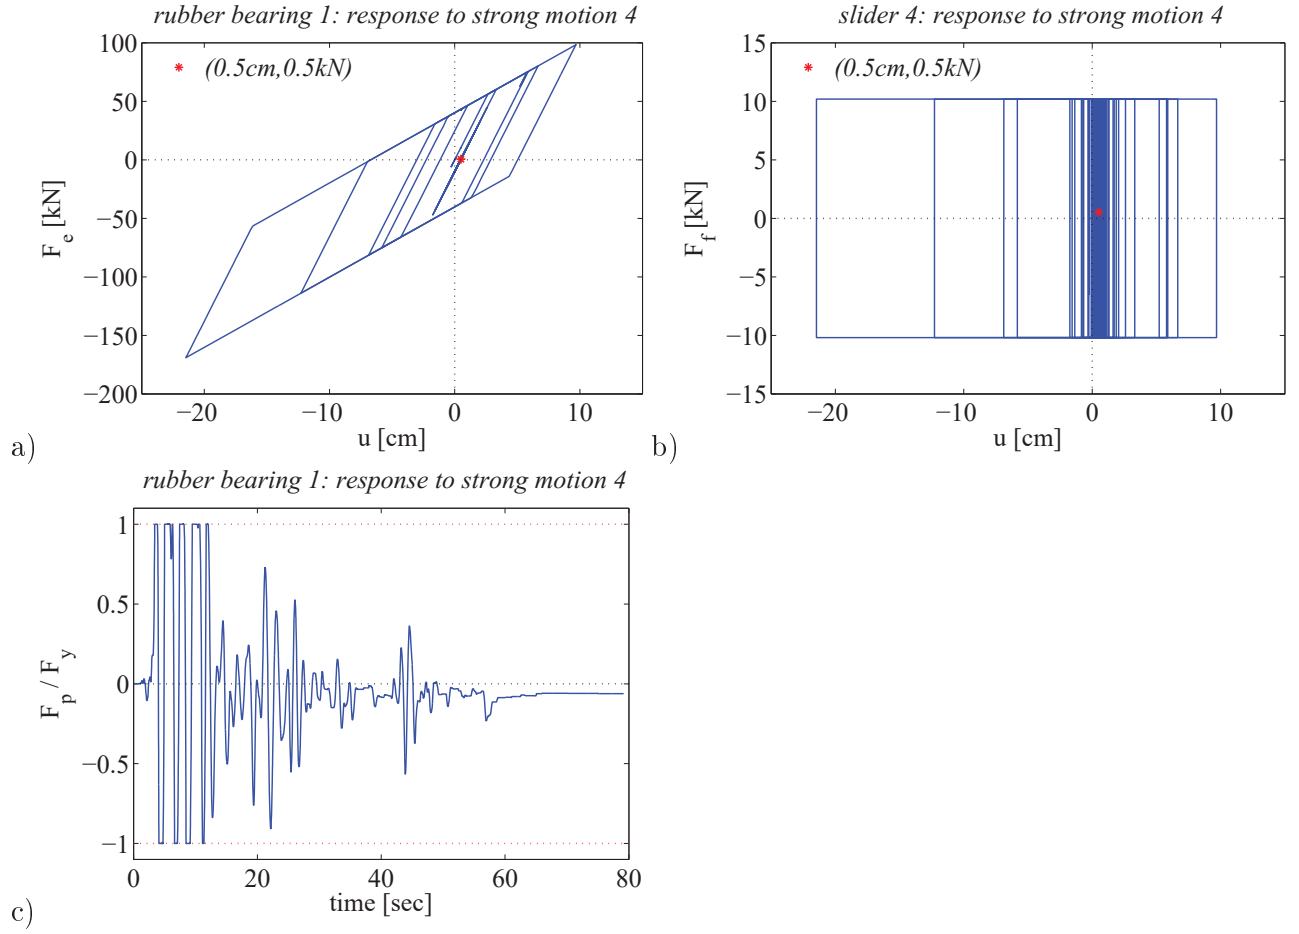 rubber bearing 1: response to strong motion 4
100
50
0
−50
−100
−150
−200
F_e [kN]
(0.5cm,0.5kN)
−20 −10 0 10
u [cm]
a)
slider 4: response to strong motion 4
15
10
5
0
−5
−10
−15
F_f [kN]
(0.5cm,0.5kN)
−20 −10 0 10
u [cm]
b)
rubber bearing 1: response to strong motion 4
1
0.5
0
−0.5
−1
F_p / F_y
0 20 40 60 80
time [sec]
c)